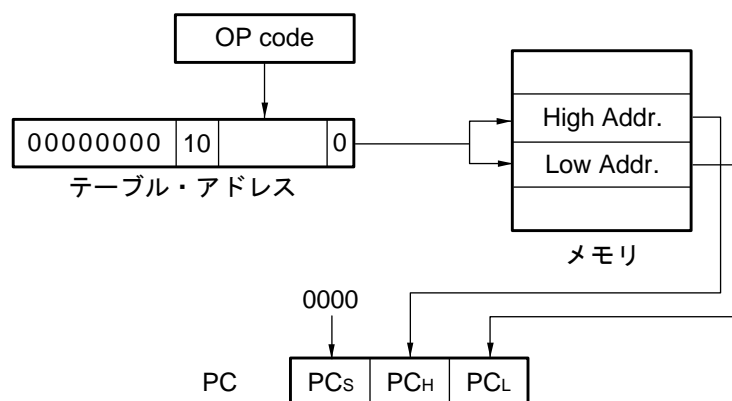 OP code
00000000 10 0
テーブル・アドレス
High Addr.
Low Addr.
メモリ
0000
PC PCS PCH PCL